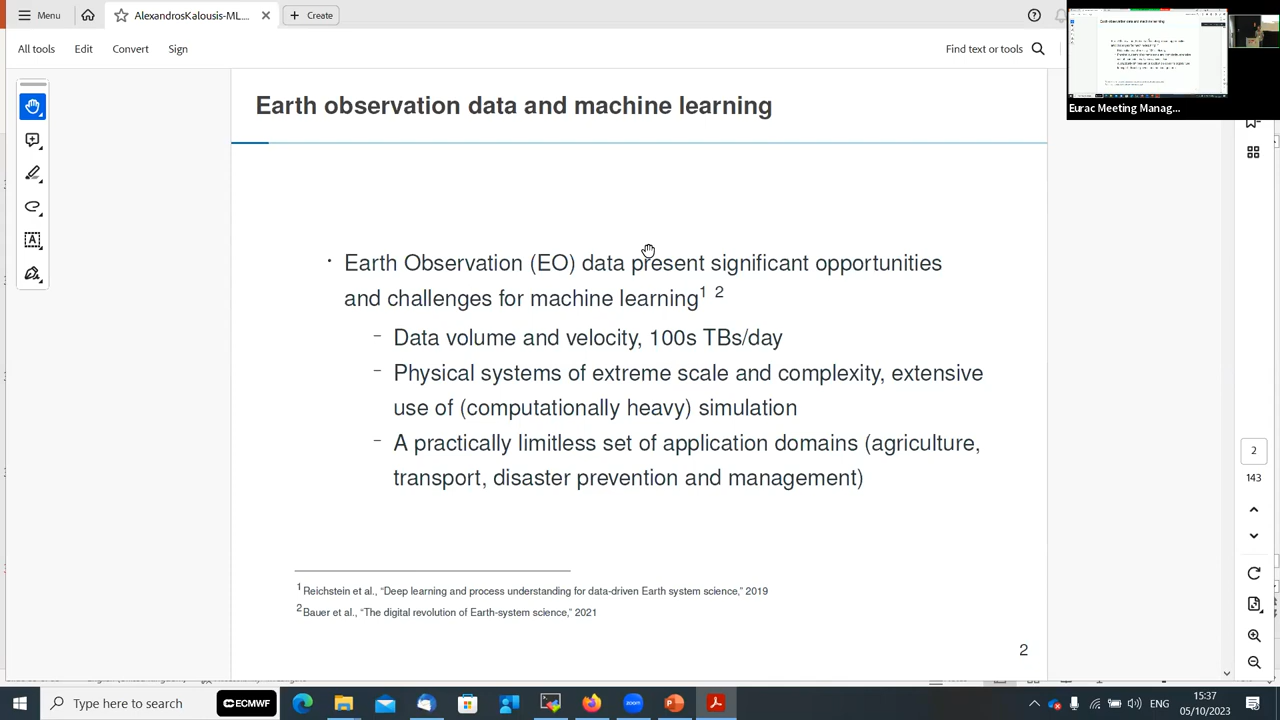 Menu
AlexandrosKalousis-ML....
Create
All tools
Edit
Convert
Sign
Find text or tools
Eurac Meeting Manag...
Earth observation data and machine learning
Earth Observation (EO) data present significant opportunities
and challenges for machine learning1 2
– Data volume and velocity, 100s TBs/day
– Physical systems of extreme scale and complexity, extensive
use of (computationally heavy) simulation
– A practically limitless set of application domains (agriculture,
transport, disaster prevention and management)
1Reichstein et al., “Deep learning and process understanding for data-driven Earth system science,” 2019
2Bauer et al., “The digital revolution of Earth-system science,” 2021
2
2
143
Type here to search
ECMWF
zoom
ENG
15:37
05/10/2023